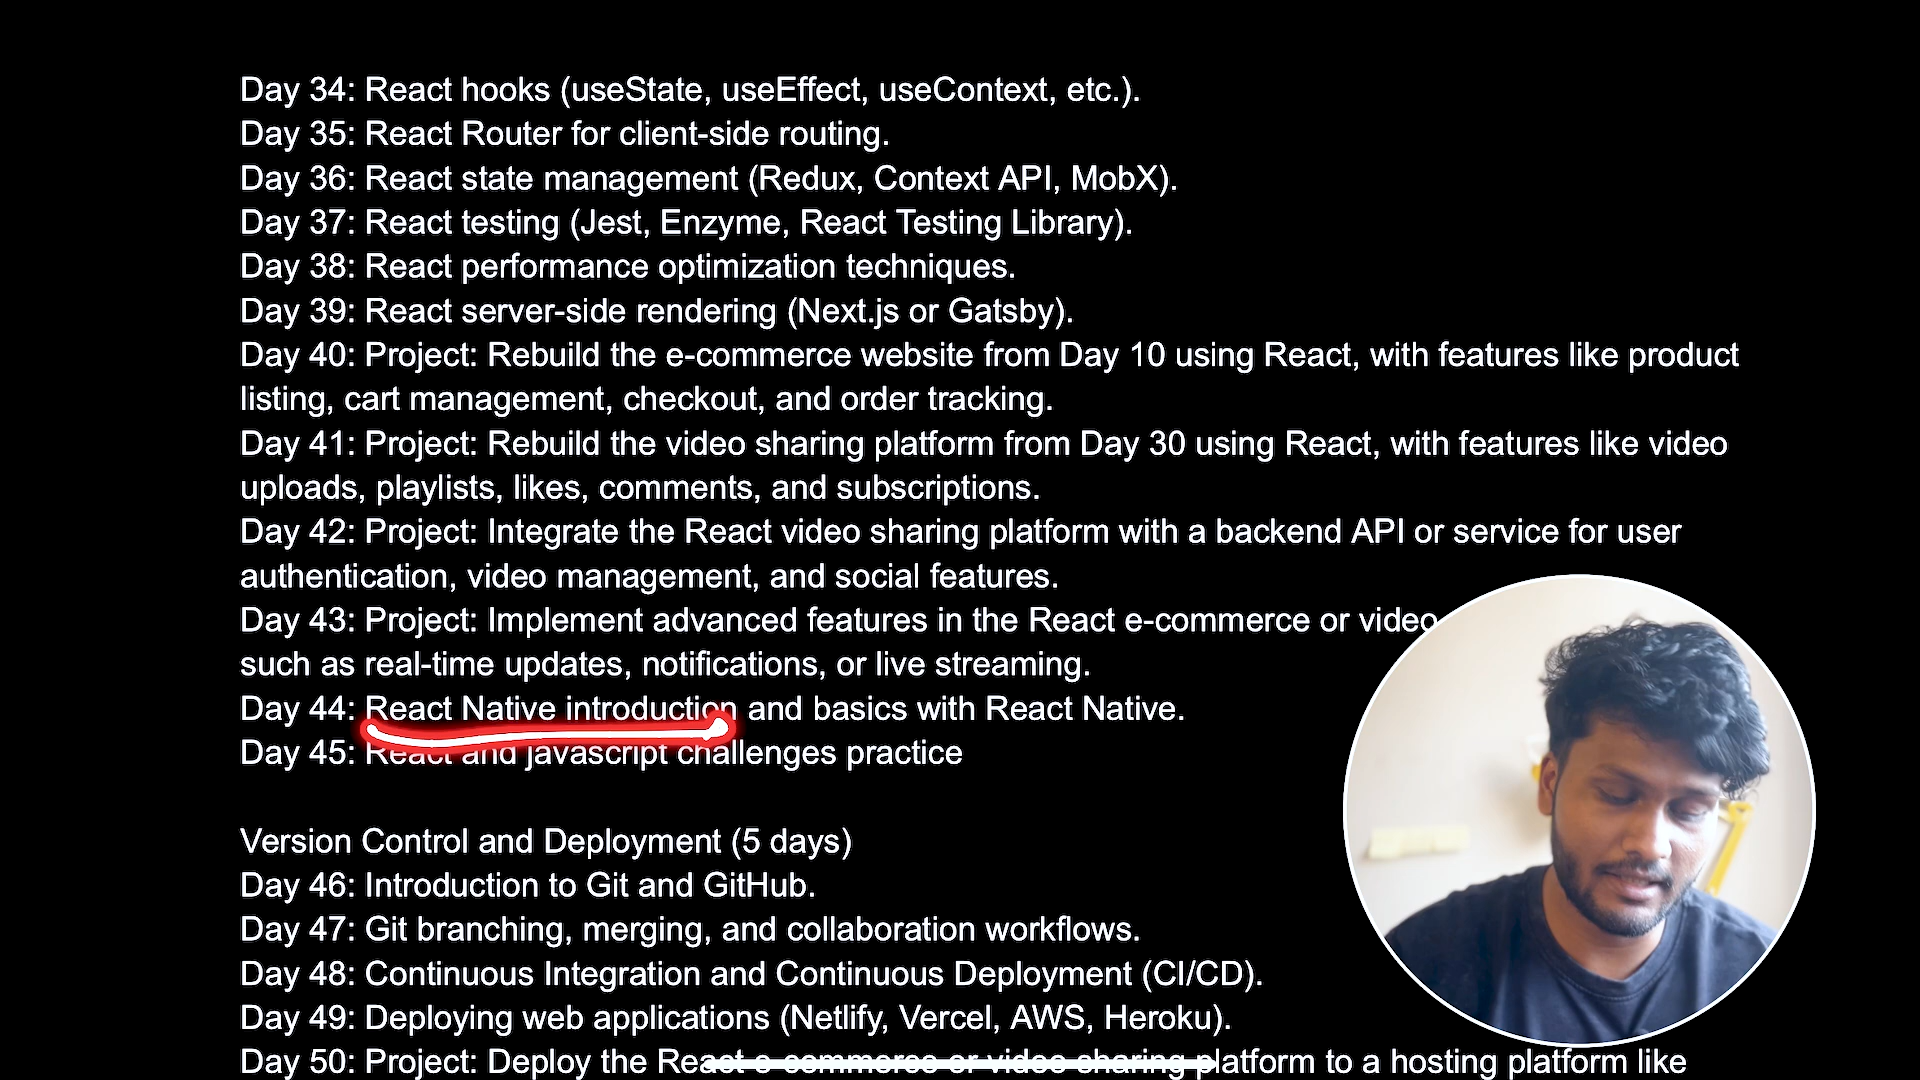 Day 34: React hooks (useState, useEffect, useContext, etc.).
Day 35: React Router for client-side routing.
Day 36: React state management (Redux, Context API, MobX).
Day 37: React testing (Jest, Enzyme, React Testing Library).
Day 38: React performance optimization techniques.
Day 39: React server-side rendering (Next.js or Gatsby).
Day 40: Project: Rebuild the e-commerce website from Day 10 using React, with features like product
listing, cart management, checkout, and order tracking.
Day 41: Project: Rebuild the video sharing platform from Day 30 using React, with features like video
uploads, playlists, likes, comments, and subscriptions.
Day 42: Project: Integrate the React video sharing platform with a backend API or service for user
authentication, video management, and social features.
Day 43: Project: Implement advanced features in the React e-commerce or video
such as real-time updates, notifications, or live streaming.
Day 44: React Native introduction and basics with React Native.
Day 45: React and javascript challenges practice
Version Control and Deployment (5 days)
Day 46: Introduction to Git and GitHub.
Day 47: Git branching, merging, and collaboration workflows.
Day 48: Continuous Integration and Continuous Deployment (CI/CD).
Day 49: Deploying web applications (Netlify, Vercel, AWS, Heroku).
Day 50: Project: Deploy the React e-commerce or video sharing platform to a hosting platform like